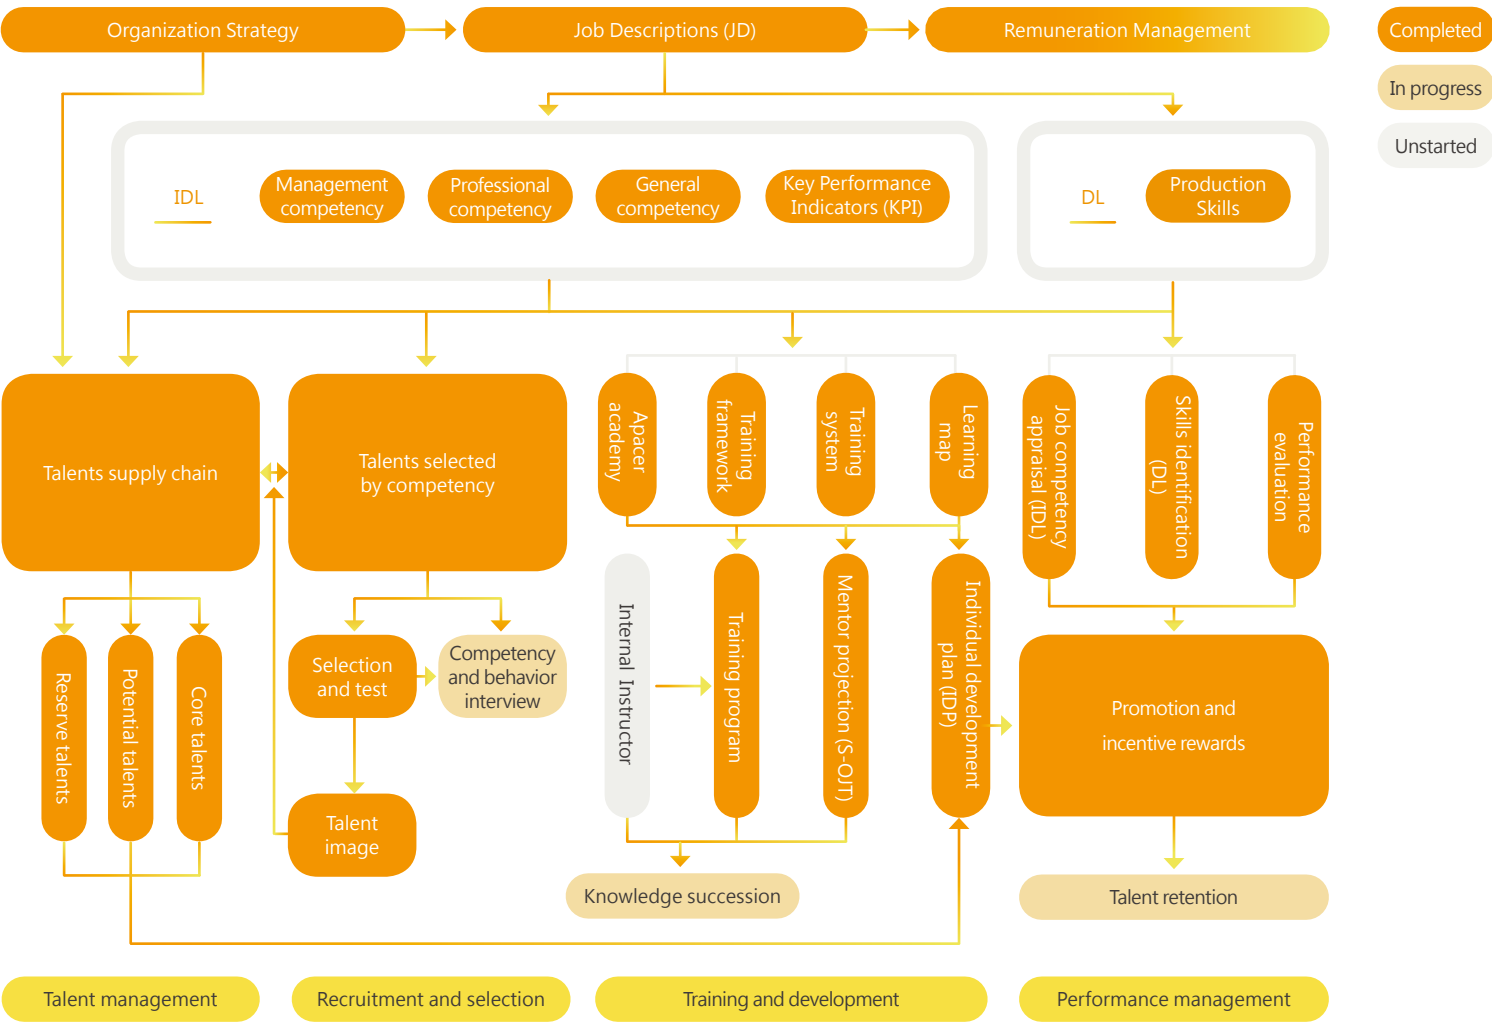 Organization Strategy
Job Descriptions (JD)
Remuneration Management
Completed
In progress
Unstarted
IDL
Management
competency
Professional
competency
General
competency
Key Performance
Indicators (KPI)
DL
Production
Skills
Talents supply chain
Talents selected
by competency
Apacer
academy
Training
framework
Training
system
Learning
map
Job competency
appraisal (IDL)
Skills identification
(DL)
Performance
evaluation
Reserve talents
Potential talents
Core talents
Selection
and test
Competency
and behavior
interview
Talent
image
Internal Instructor
Training program
Mentor projection (S-OJT)
Individual development
plan (IDP)
Promotion and
incentive rewards
Knowledge succession
Talent retention
Talent management
Recruitment and selection
Training and development
Performance management